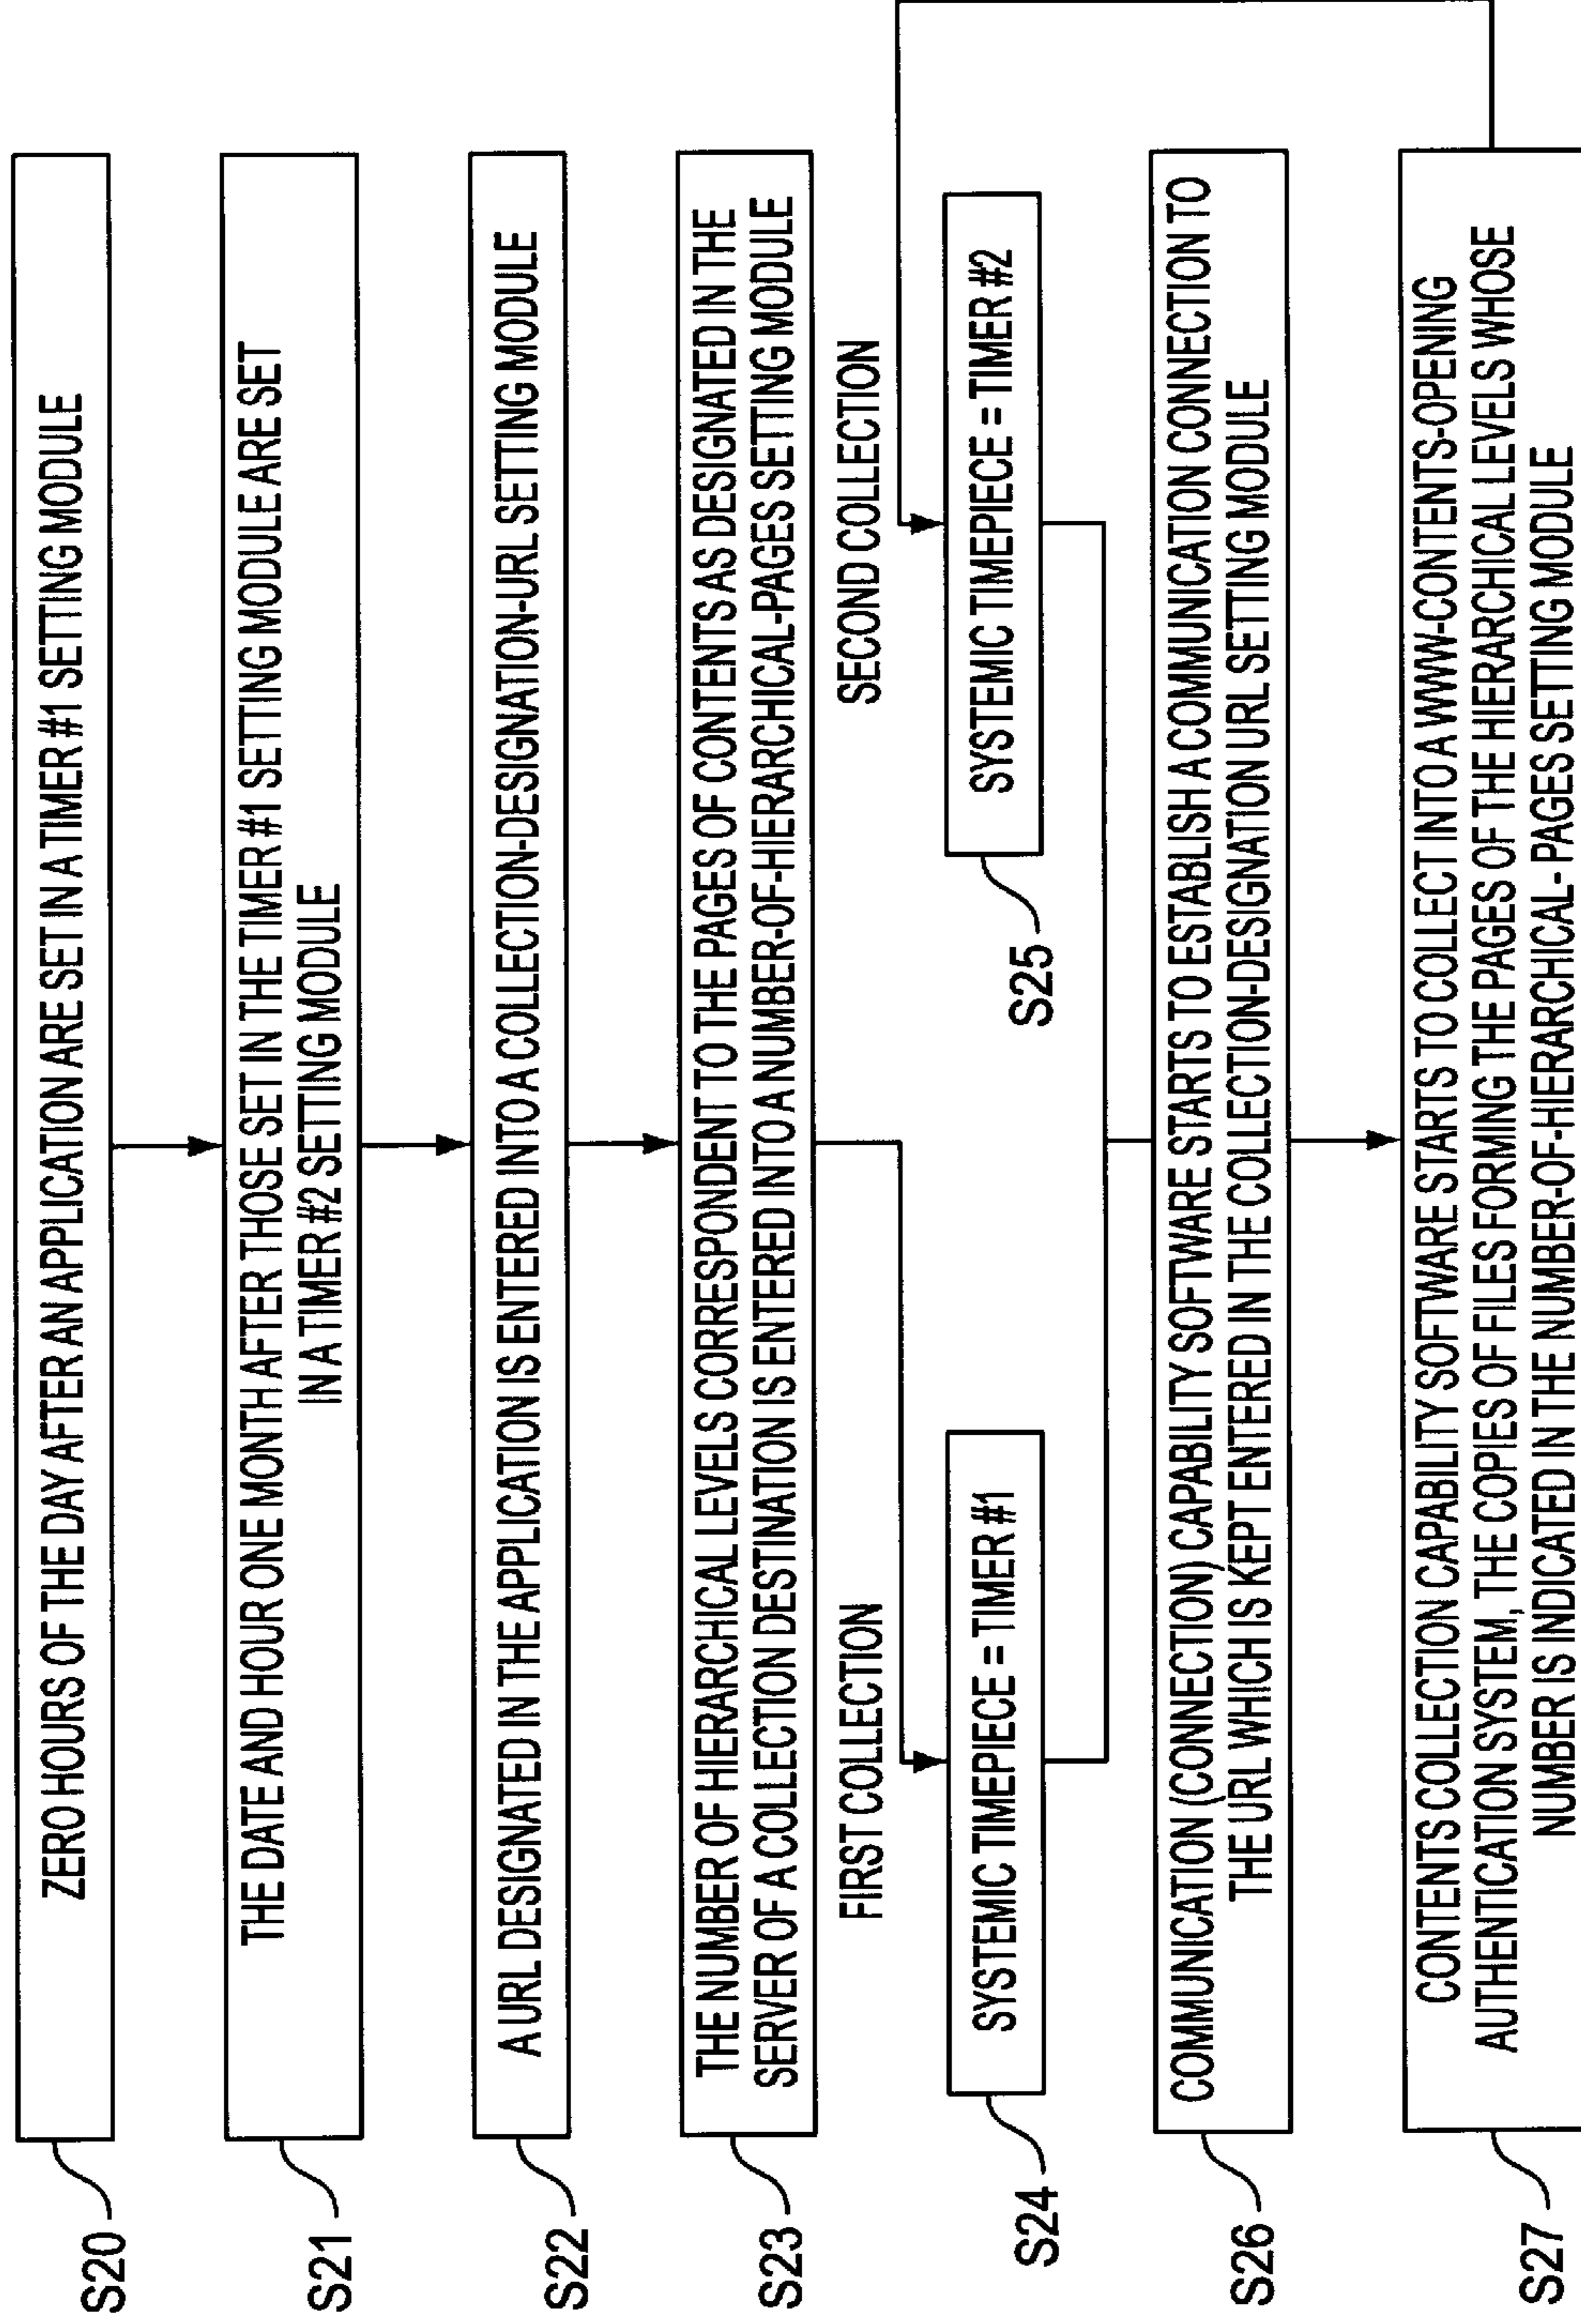 S20
ZERO HOURS OF THE DAY AFTER AN APPLICATION ARE SET IN A TIMER #1 SETTING MODULE
S21
THE DATE AND HOUR ONE MONTH AFTER THOSE SET IN THE TIMER #1 SETTING MODULE ARE SET
IN A TIMER #2 SETTING MODULE
S22
A URL DESIGNATED IN THE APPLICATION IS ENTERED INTO A COLLECTION-DESIGNATION-URL SETTING MODULE
S23
THE NUMBER OF HIERARCHICAL LEVELS CORRESPONDENT TO THE PAGES OF CONTENTS AS DESIGNATED IN THE
SERVER OF A COLLECTION DESTINATION IS ENTERED INTO A NUMBER-OF-HIERARCHICAL-PAGES SETTING MODULE
FIRST COLLECTION
SECOND COLLECTION
S24
SYSTEMIC TIMEPIECE = TIMER #1
S25
SYSTEMIC TIMEPIECE = TIMER #2
S26
COMMUNICATION (CONNECTION) CAPABILITY SOFTWARE STARTS TO ESTABLISH A COMMUNICATION CONNECTION TO
THE URL WHICH IS KEPT ENTERED IN THE COLLECTION-DESIGNATION URL SETTING MODULE
S27
CONTENTS COLLECTION CAPABILITY SOFTWARE STARTS TO COLLECT INTO A WWW-CONTENTS-OPENING
AUTHENTICATION SYSTEM, THE COPIES OF FILES FORMING THE PAGES OF THE HIERARCHICAL LEVELS WHOSE
NUMBER IS INDICATED IN THE NUMBER-OF-HIERARCHICAL- PAGES SETTING MODULE